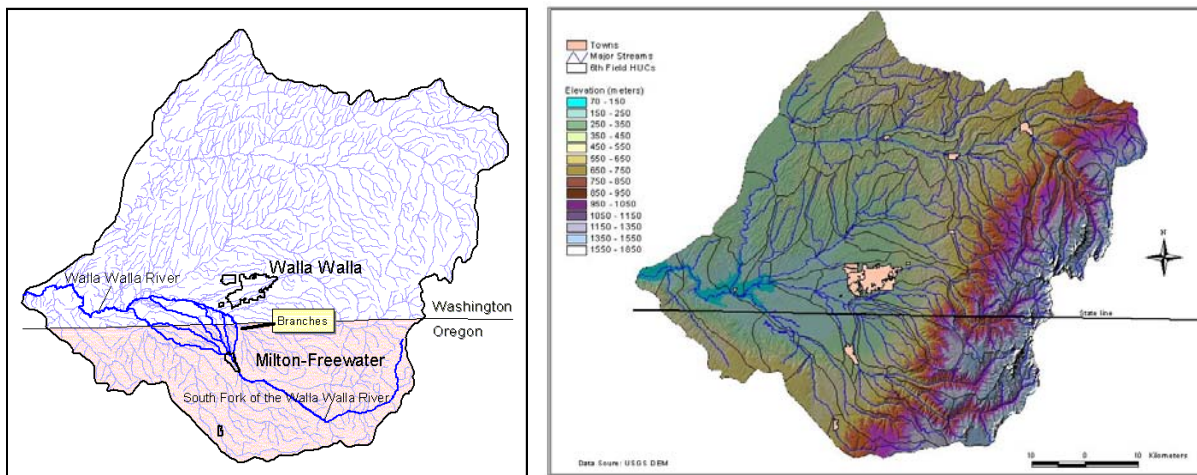 Walla Walla
Walla Walla River
Washington
Branches
Oregon
Milton-Freewater
South Fork of the Walla Walla River
Towns
Major Streams
6th Field HUCs
Elevation (meters)
70 - 150
150 - 250
250 - 350
350 - 450
450 - 550
550 - 650
650 - 750
750 - 850
850 - 950
950 - 1050
1050 - 1150
1150 - 1350
1350 - 1550
1550 - 1850
N
State line
10 0 10 Kilometers
Data Soure: USGS DEM